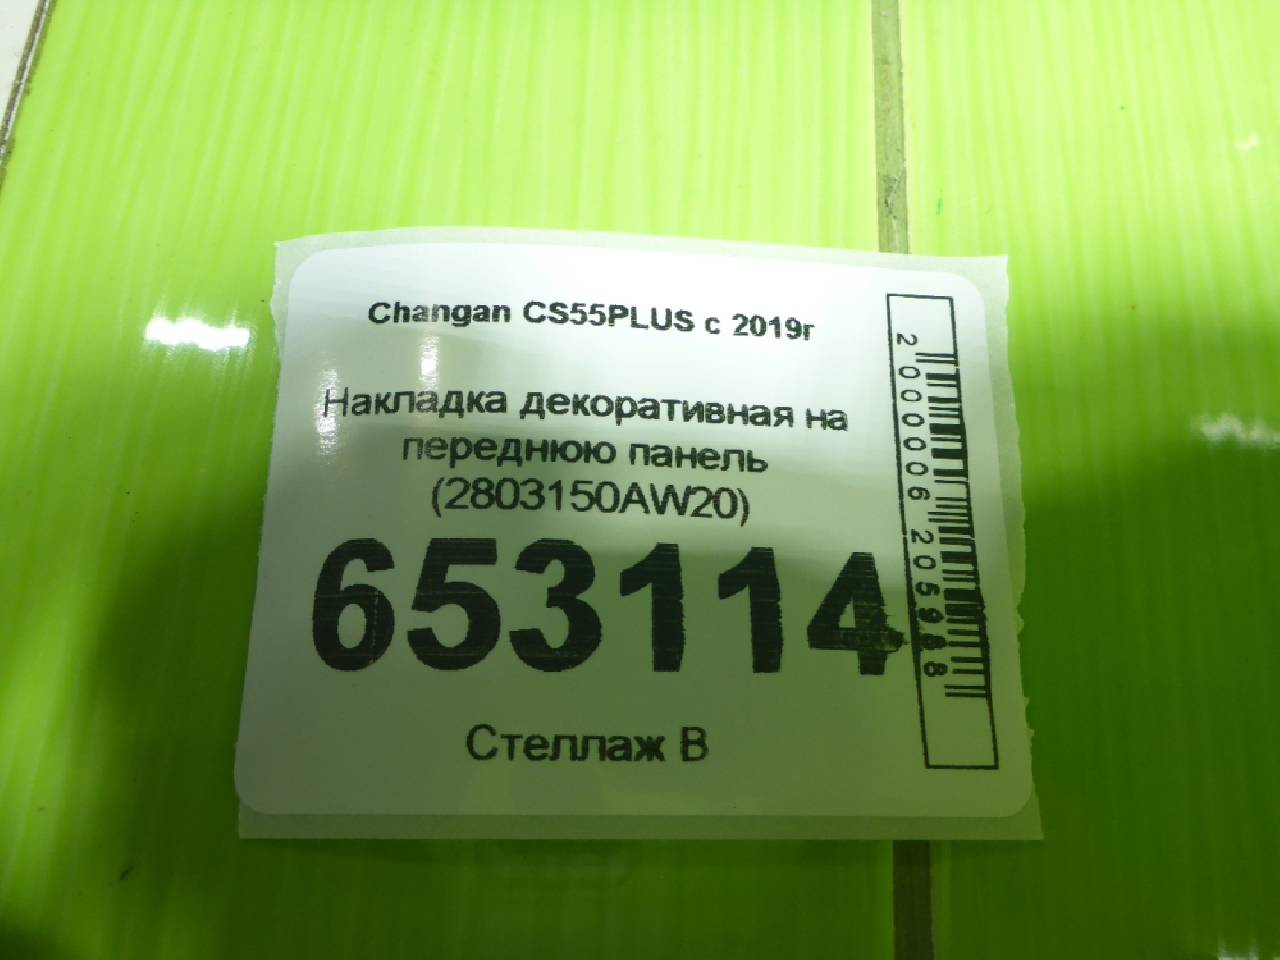 Changan CS55PLUS с 2019г
Накладка декоративная на
переднюю панель
(2803150AW20)
653114
Стеллаж В
2000006205988